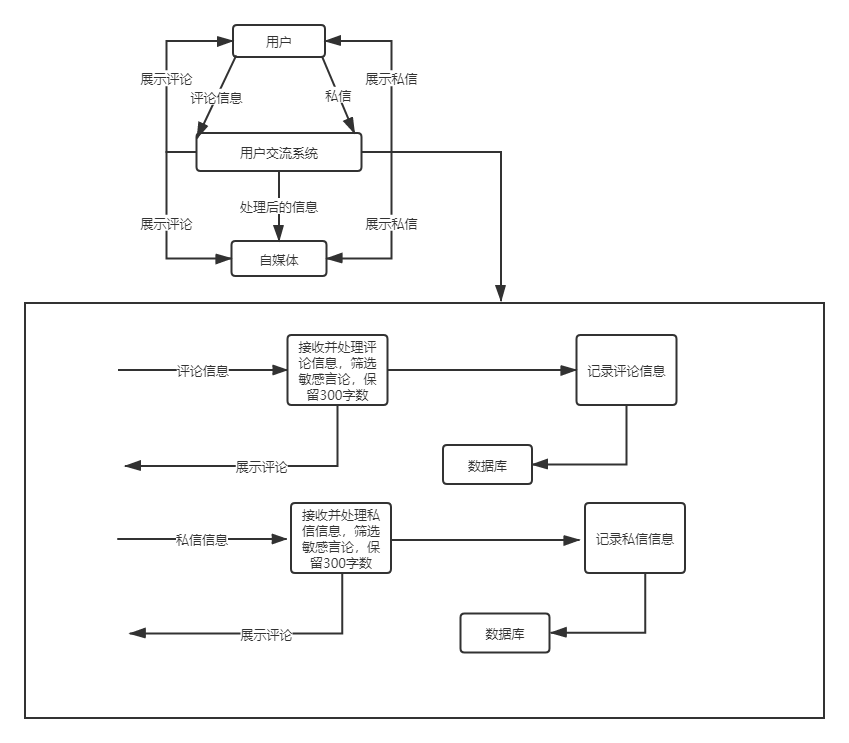 用户
展示评论
展示私信
评论信息
私信
用户交流系统
处理后的信息
展示评论
展示私信
自媒体
接收并处理评
论信息，筛选
敏感言论，保
留300字数
评论信息
记录评论信息
展示评论
数据库
接收并处理私
信信息，筛选
敏感言论，保
留300字数
私信信息
记录私信信息
展示评论
数据库